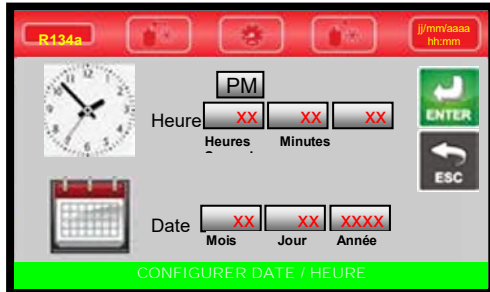 R134a
jj/mm/aaaa
hh:mm
PM
Heure XX XX XX
Heures Minutes
ENTER
ESC
Date XX XX XXXX
Mois Jour Année
CONFIGURER DATE / HEURE